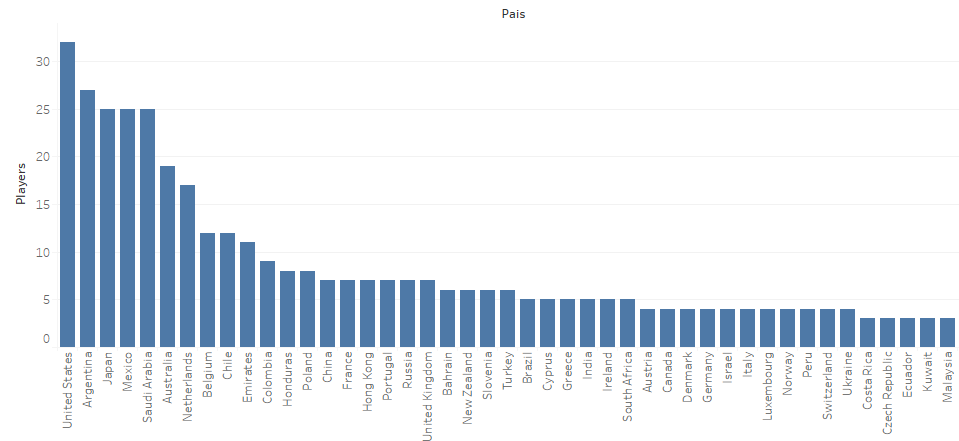 Pais
Players
30
25
20
15
10
5
0
United States
Argentina
Japan
Mexico
Saudi Arabia
Australia
Netherlands
Belgium
Chile
Emirates
Colombia
Honduras
Poland
China
France
Hong Kong
Portugal
Russia
United Kingdom
Bahrain
New Zealand
Slovenia
Turkey
Brazil
Cyprus
Greece
India
Ireland
South Africa
Austria
Canada
Denmark
Germany
Israel
Italy
Luxembourg
Norway
Peru
Switzerland
Ukraine
Costa Rica
Czech Republic
Ecuador
Kuwait
Malaysia